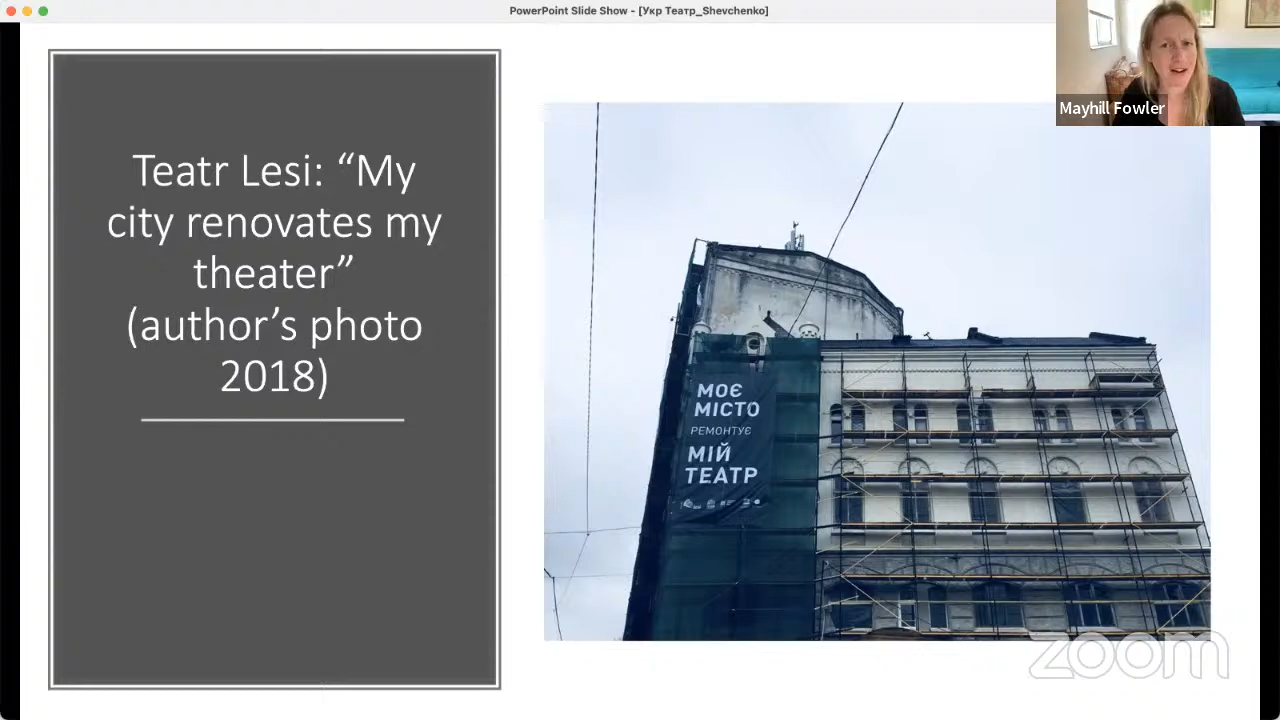 PowerPoint Slide Show - [Укр Театр_Shevchenko]
Mayhill Fowler
Teatr Lesi: “My
city renovates my
theater”
(author’s photo
2018)
МОЄ
МІСТО
РЕМОНТУЄ
МІЙ
ТЕАТР
zoom